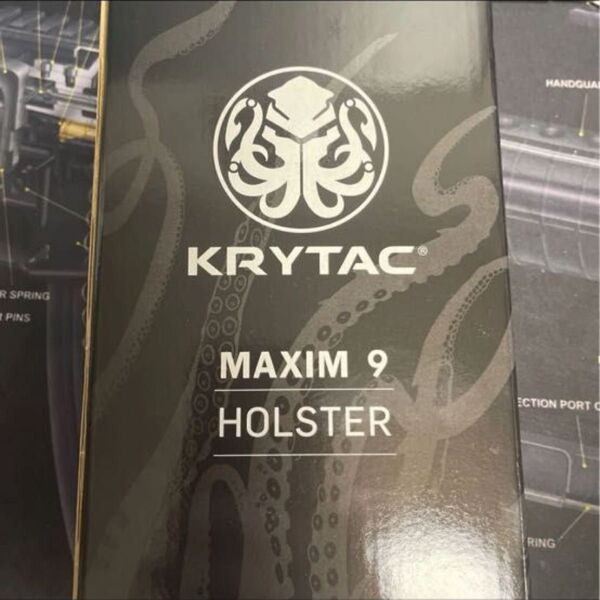 HANDGUA
KRYTAC®
R SPRING
PINS
MAXIM 9
HOLSTER
ECTION PORT C
RING